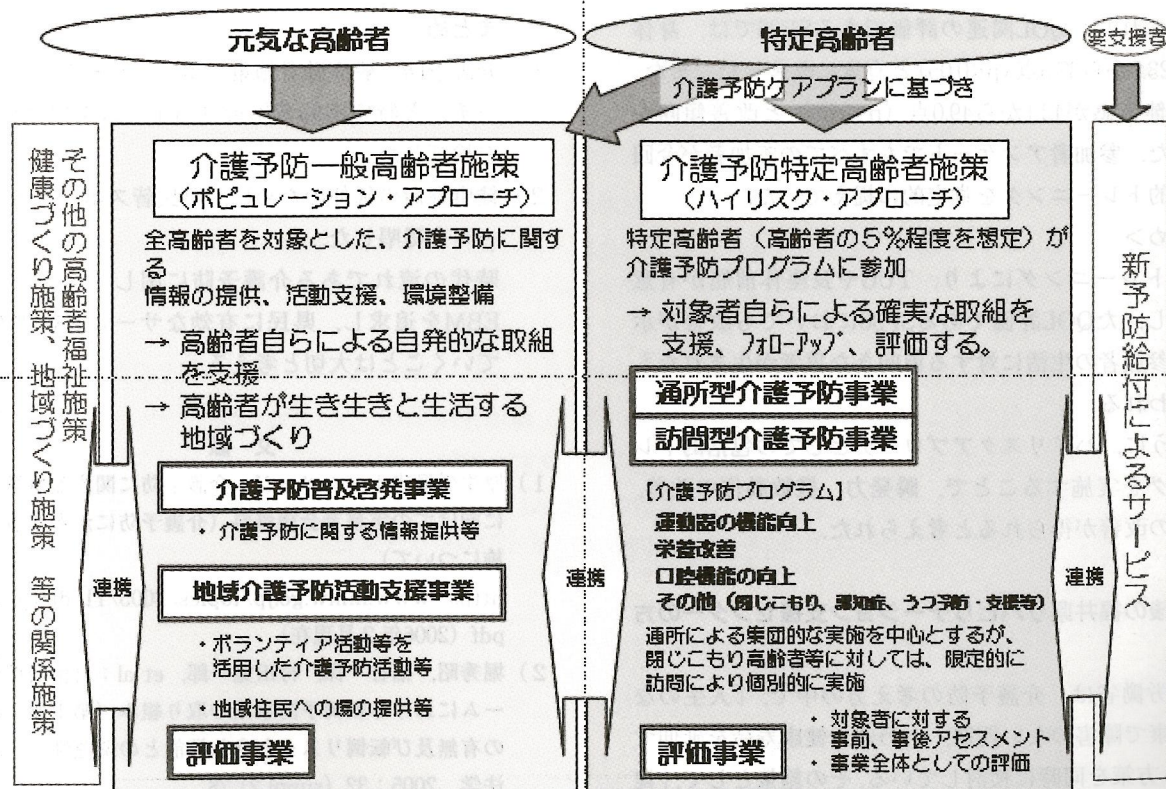 元気な高齢者
特定高齢者
要支援者
介護予防ケアプランに基づき
その他の高齢者福祉施策
健康づくり施策、地域づくり施策 等の関係施策
介護予防一般高齢者施策
（ポピュレーション・アプローチ）
全高齢者を対象とした、介護予防に関す
る
情報の提供、活動支援、環境整備
→ 高齢者自らによる自発的な取組
を支援
→ 高齢者が生き生きと生活する
地域づくり
介護予防普及啓発事業
・介護予防に関する情報提供等
連携
地域介護予防活動支援事業
・ボランティア活動等を
活用した介護予防活動等
・地域住民への場の提供等
評価事業
連携
介護予防特定高齢者施策
（ハイリスク・アプローチ）
特定高齢者（高齢者の５％程度を想定）が
介護予防プログラムに参加
→ 対象者自らによる確実な取組を
支援、ﾌｫﾛｰｱｯﾌﾟ、評価する。
通所型介護予防事業
訪問型介護予防事業
【介護予防プログラム】
運動器の機能向上
栄養改善
口腔機能の向上
その他（閉じこもり、認知症、うつ予防・支援等）
通所による集団的な実施を中心とするが、
閉じこもり高齢者等に対しては、限定的に
訪問により個別的に実施
評価事業
・対象者に対する
事前、事後アセスメント
・事業全体としての評価
連携
新予防給付によるサービス